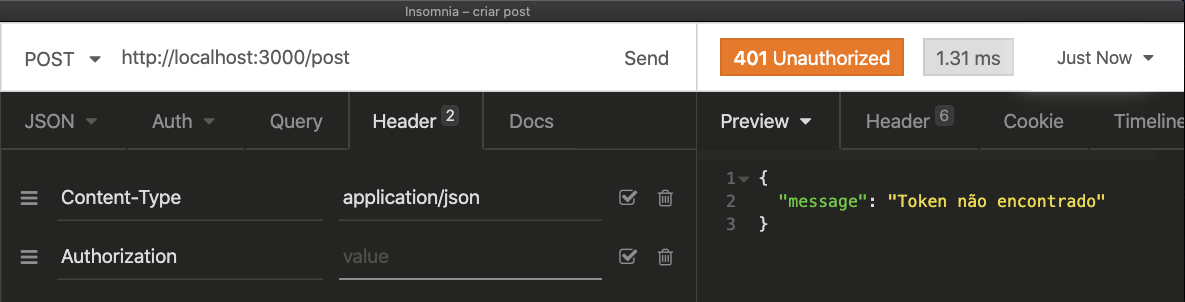 Insomnia – criar post
POST http://localhost:3000/post Send 401 Unauthorized 1.31 ms Just Now
JSON Auth Query Header 2 Docs Preview Header 6 Cookie Timeline
Content-Type application/json
Authorization value
1 {
2 "message": "Token não encontrado"
3 }